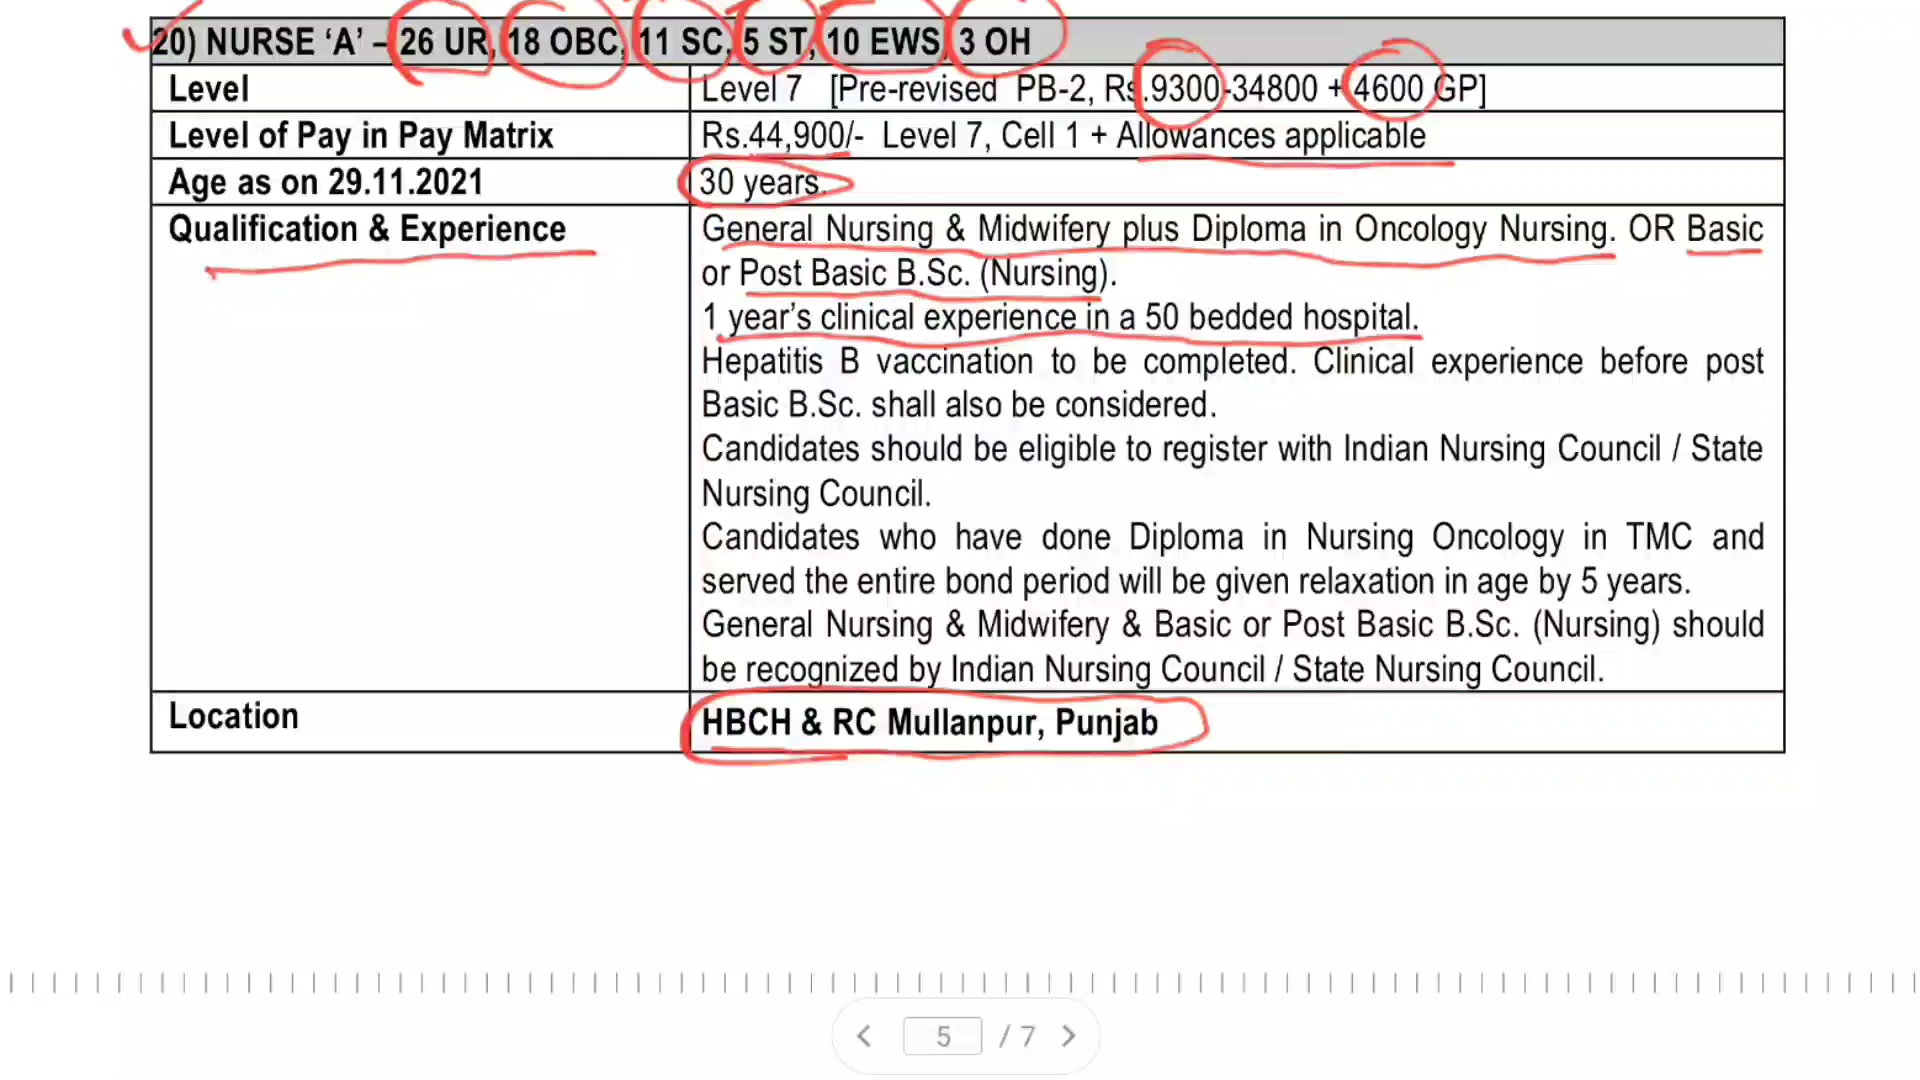 20) NURSE ‘A’ – 26 UR, 18 OBC, 11 SC, 5 ST, 10 EWS, 3 OH
Level
Level 7 [Pre-revised PB-2, Rs.9300-34800 + 4600 GP]
Level of Pay in Pay Matrix
Rs.44,900/- Level 7, Cell 1 + Allowances applicable
Age as on 29.11.2021
30 years.
Qualification & Experience
General Nursing & Midwifery plus Diploma in Oncology Nursing. OR Basic
or Post Basic B.Sc. (Nursing).
1 year’s clinical experience in a 50 bedded hospital.
Hepatitis B vaccination to be completed. Clinical experience before post
Basic B.Sc. shall also be considered.
Candidates should be eligible to register with Indian Nursing Council / State
Nursing Council.
Candidates who have done Diploma in Nursing Oncology in TMC and
served the entire bond period will be given relaxation in age by 5 years.
General Nursing & Midwifery & Basic or Post Basic B.Sc. (Nursing) should
be recognized by Indian Nursing Council / State Nursing Council.
Location
HBCH & RC Mullanpur, Punjab
5 / 7